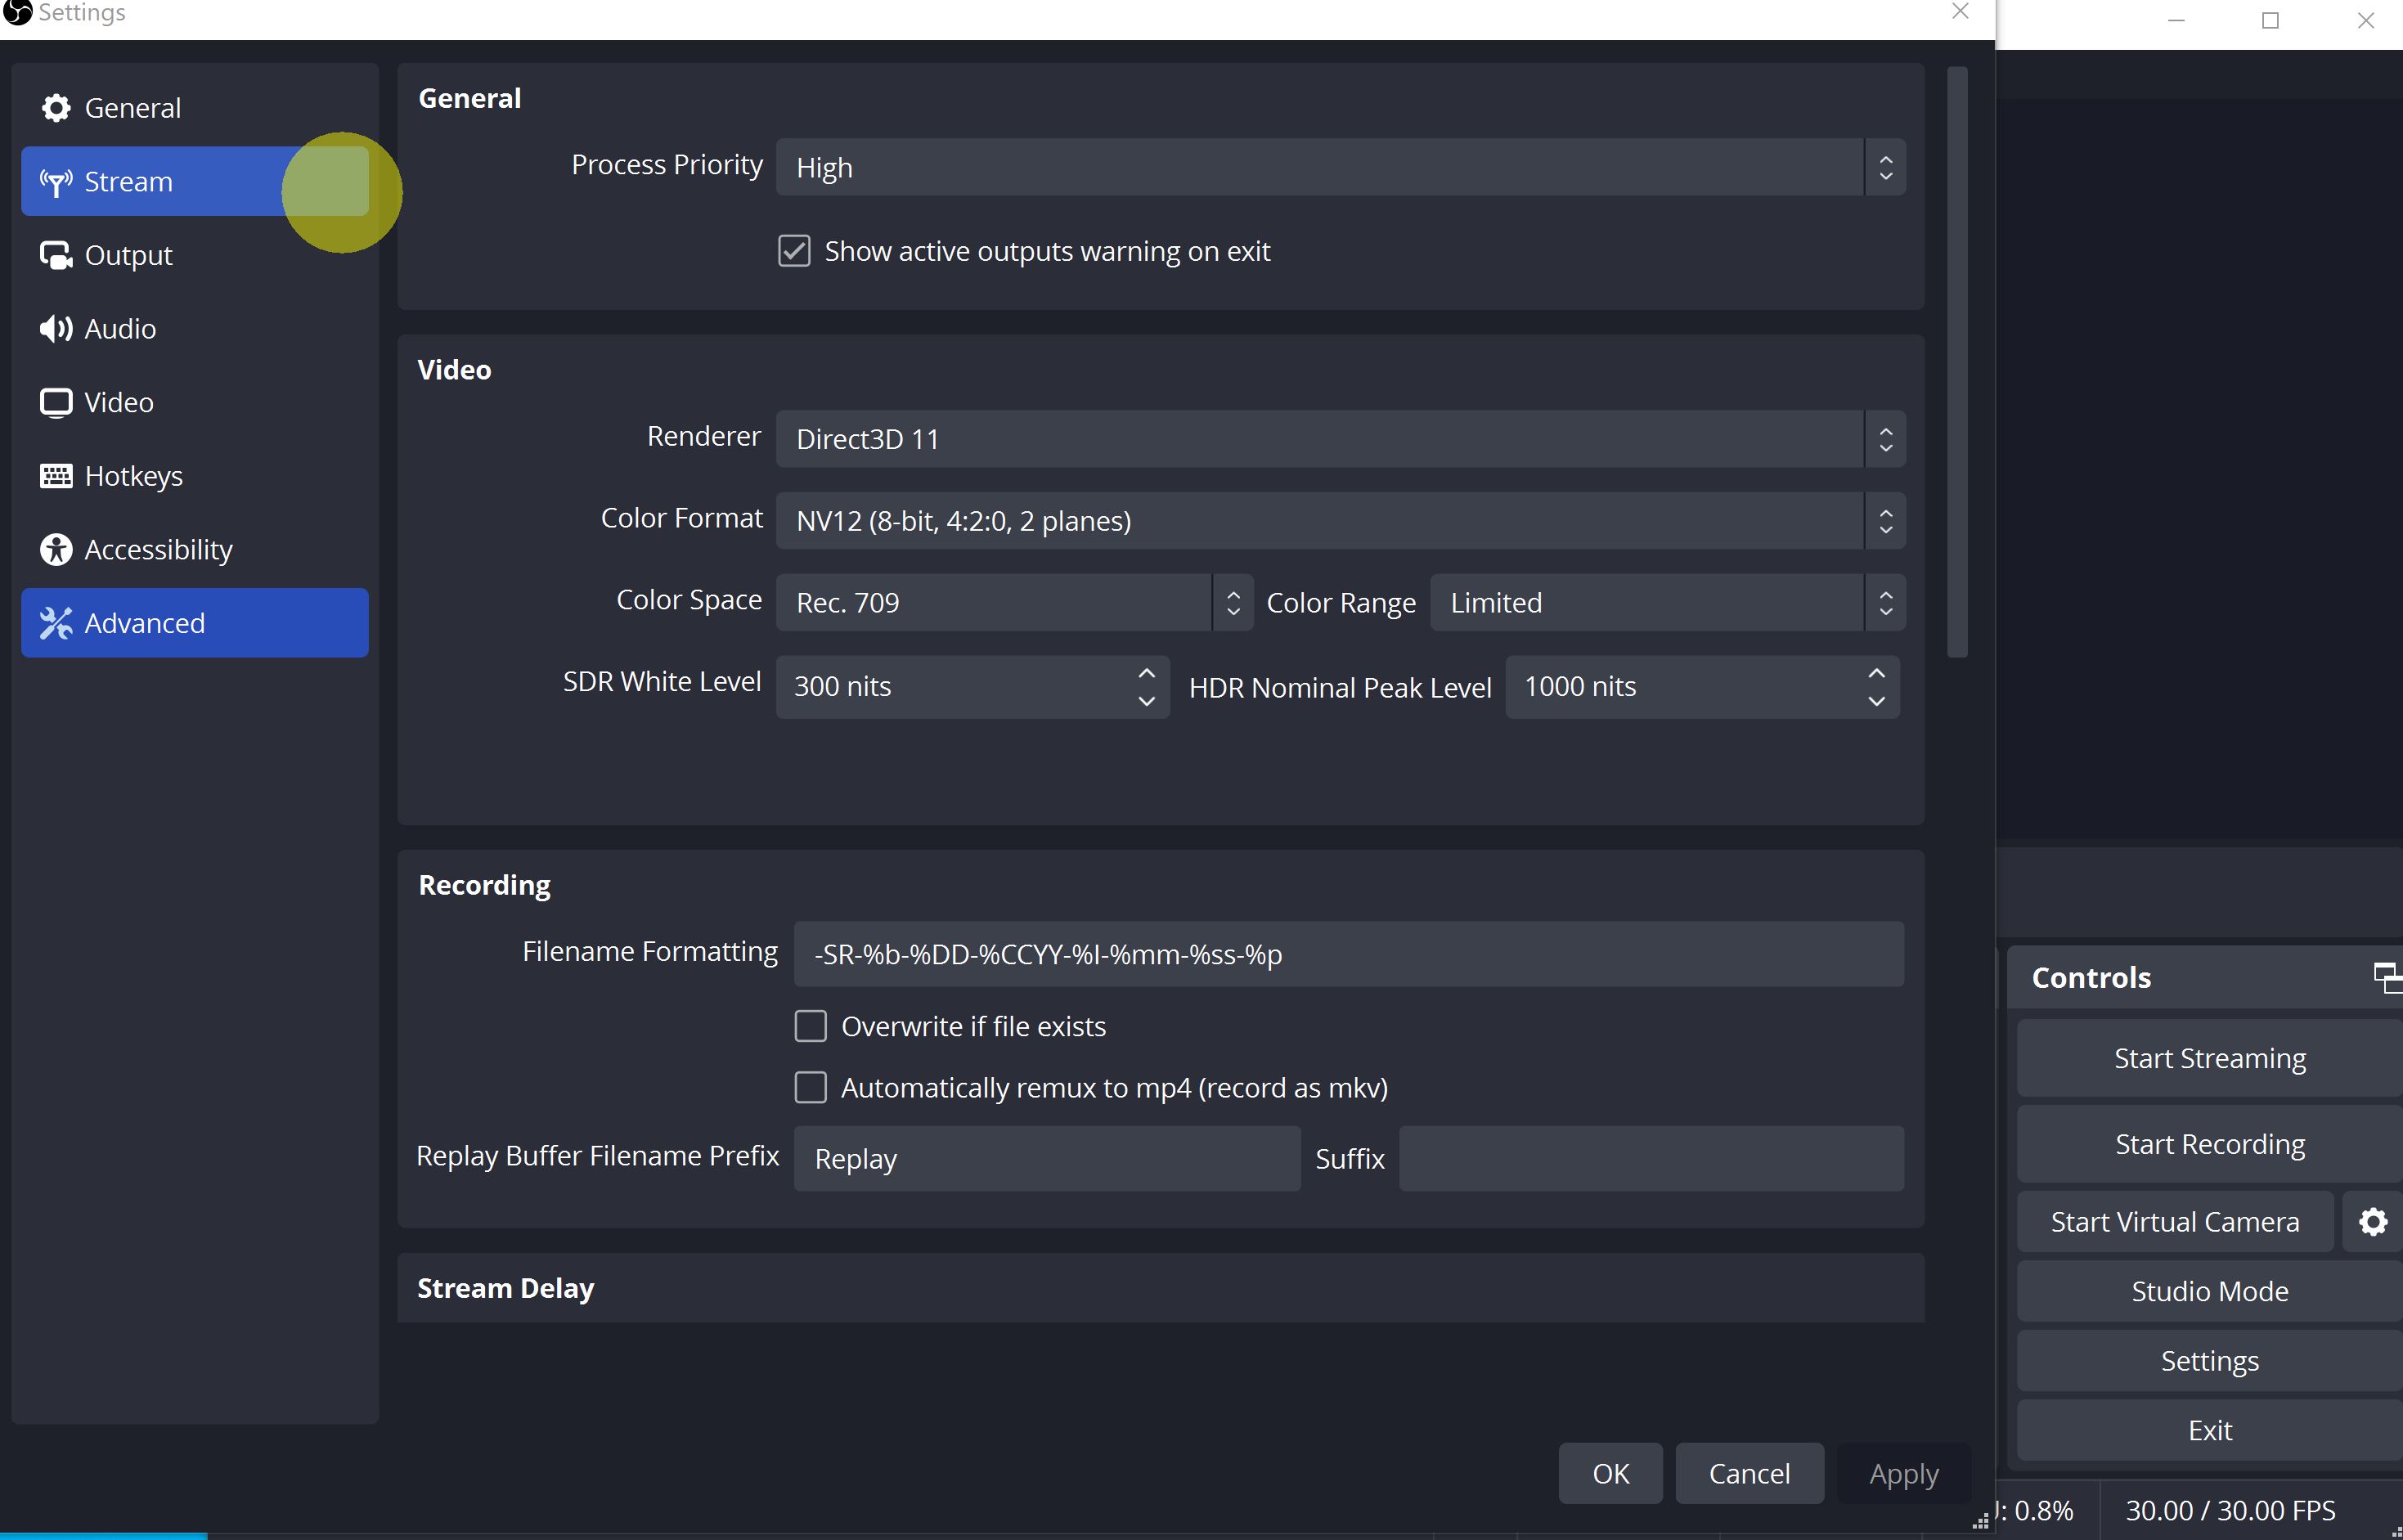 Settings
General
Stream
Output
Audio
Video
Hotkeys
Accessibility
Advanced
General
Process Priority High
Show active outputs warning on exit
Video
Renderer Direct3D 11
Color Format NV12 (8-bit, 4:2:0, 2 planes)
Color Space Rec. 709 Color Range Limited
SDR White Level 300 nits HDR Nominal Peak Level 1000 nits
Recording
Filename Formatting -SR-%b-%DD-%CCYY-%I-%mm-%ss-%p
Overwrite if file exists
Automatically remux to mp4 (record as mkv)
Replay Buffer Filename Prefix Replay Suffix
Stream Delay
OK Cancel Apply
Controls
Start Streaming
Start Recording
Start Virtual Camera
Studio Mode
Settings
Exit
: 0.8% 30.00 / 30.00 FPS